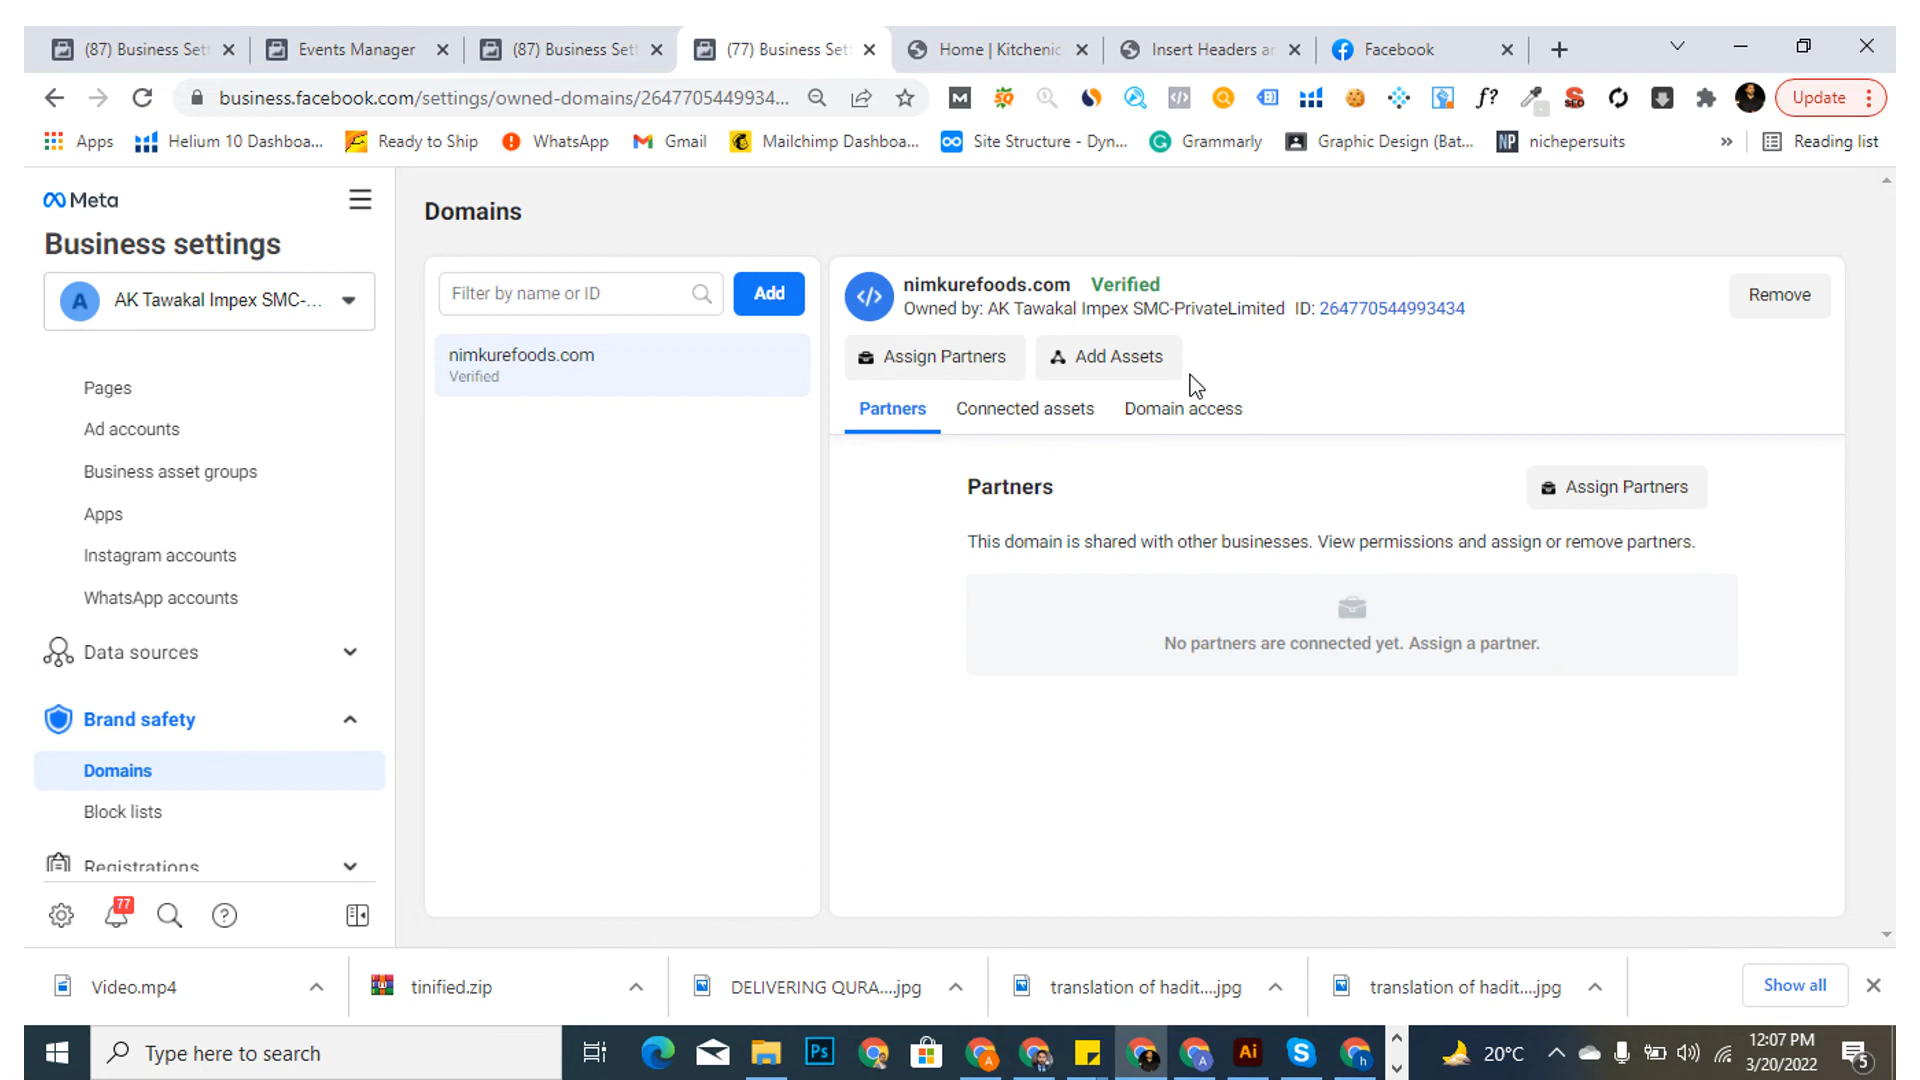 (87) Business Set
Events Manager
(87) Business Set
(77) Business Set
Home | Kitchenic
Insert Headers ar
Facebook
business.facebook.com/settings/owned-domains/2647705449934...
Update
Apps
Helium 10 Dashboa...
Ready to Ship
WhatsApp
Gmail
Mailchimp Dashboa...
Site Structure - Dyn...
Grammarly
Graphic Design (Bat...
NP
nichepersuits
»
Reading list
Meta
Business settings
A
AK Tawakal Impex SMC-...
Pages
Ad accounts
Business asset groups
Apps
Instagram accounts
WhatsApp accounts
Data sources
Brand safety
Domains
Block lists
Registrations
77
Domains
Filter by name or ID
Add
nimkurefoods.com
Verified
nimkurefoods.com Verified
Owned by: AK Tawakal Impex SMC-PrivateLimited ID: 264770544993434
Remove
Assign Partners
Add Assets
Partners
Connected assets
Domain access
Partners
Assign Partners
This domain is shared with other businesses. View permissions and assign or remove partners.
No partners are connected yet. Assign a partner.
Video.mp4
tinified.zip
DELIVERING QURA....jpg
translation of hadit....jpg
translation of hadit....jpg
Show all
Type here to search
Ps
Ai
20°C
12:07 PM
3/20/2022
5